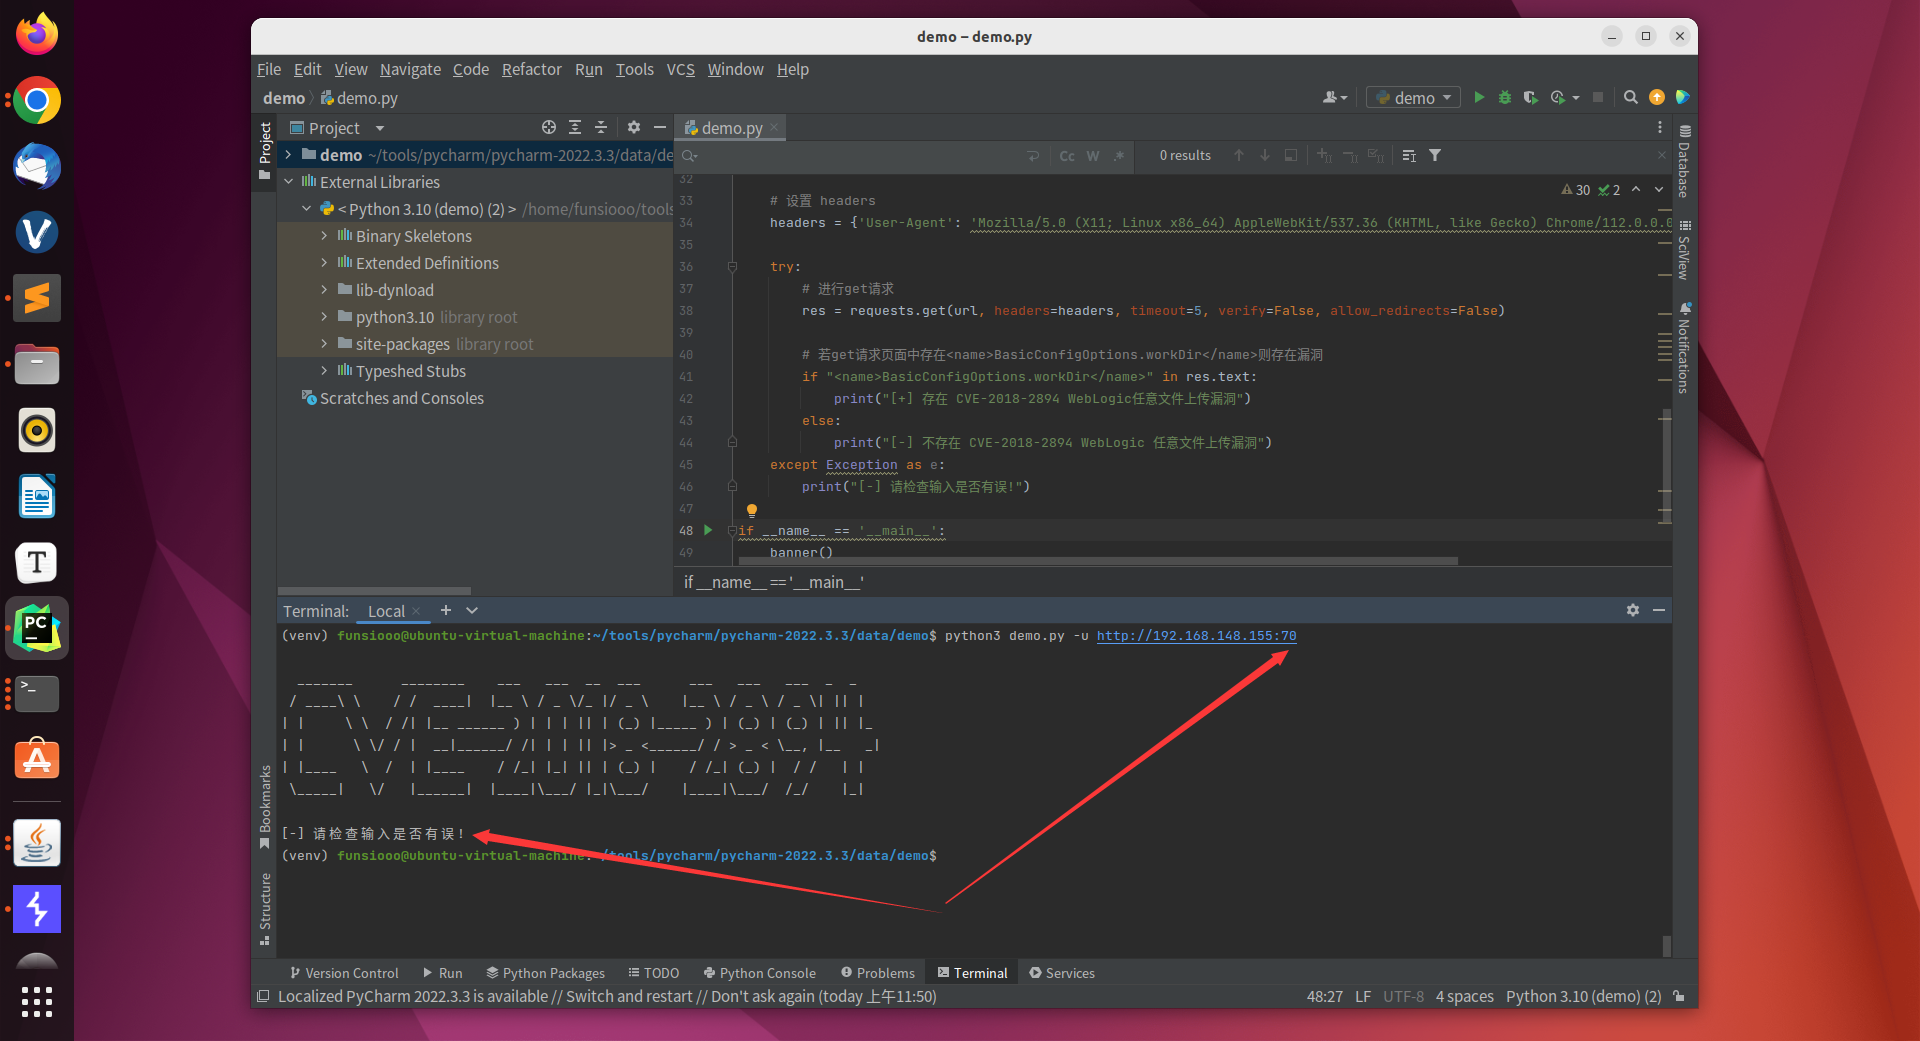 demo – demo.py
File Edit View Navigate Code Refactor Run Tools VCS Window Help
demo demo.py
demo
Project
demo.py
demo ~/tools/pycharm/pycharm-2022.3.3/data/de
Cc W .* 0 results
External Libraries
< Python 3.10 (demo) (2) > /home/funsiooo/tools
Binary Skeletons
Extended Definitions
lib-dynload
python3.10 library root
site-packages library root
Typeshed Stubs
Scratches and Consoles
30 2
32
33 # 设置 headers
34 headers = {'User-Agent': 'Mozilla/5.0 (X11; Linux x86_64) AppleWebKit/537.36 (KHTML, like Gecko) Chrome/112.0.0.0
35
36 try:
37 # 进行get请求
38 res = requests.get(url, headers=headers, timeout=5, verify=False, allow_redirects=False)
39
40 # 若get请求页面中存在<name>BasicConfigOptions.workDir</name>则存在漏洞
41 if "<name>BasicConfigOptions.workDir</name>" in res.text:
42 print("[+] 存在 CVE-2018-2894 WebLogic任意文件上传漏洞")
43 else:
44 print("[-] 不存在 CVE-2018-2894 WebLogic 任意文件上传漏洞")
45 except Exception as e:
46 print("[-] 请检查输入是否有误!")
47
48 if __name__ == '__main__':
49 banner()
if __name__ == '__main__'
Project
Bookmarks
Structure
Database
SciView
Notifications
Terminal: Local
(venv) funsiooo@ubuntu-virtual-machine:~/tools/pycharm/pycharm-2022.3.3/data/demo$ python3 demo.py -u http://192.168.148.155:70
[-] 请检查输入是否有误!
(venv) funsiooo@ubuntu-virtual-machine:~/tools/pycharm/pycharm-2022.3.3/data/demo$
Version Control Run Python Packages TODO Python Console Problems Terminal Services
Localized PyCharm 2022.3.3 is available // Switch and restart // Don't ask again (today 上午11:50)
48:27 LF UTF-8 4 spaces Python 3.10 (demo) (2)